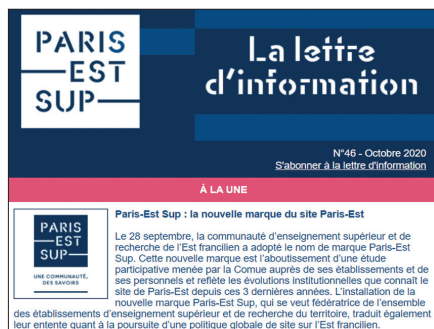 PARIS
EST
SUP
La lettre
d'information
N°46 - Octobre 2020
S'abonner à la lettre d'information
À LA UNE
PARIS
EST
SUP
UNE COMMUNAUTÉ,
DES SAVOIRS
Paris-Est Sup : la nouvelle marque du site Paris-Est
Le 28 septembre, la communauté d'enseignement supérieur et de
recherche de l'Est francilien a adopté le nom de marque Paris-Est
Sup. Cette nouvelle marque est l'aboutissement d'une étude
participative menée par la Comue auprès de ses établissements et de
ses personnels et reflète les évolutions institutionnelles que connaît le
site de Paris-Est depuis ces 3 dernières années. L'installation de la
nouvelle marque Paris-Est Sup, qui se veut fédératrice de l'ensemble
des établissements d'enseignement supérieur et de recherche du territoire, traduit également
leur entente quant à la poursuite d'une politique globale de site sur l'Est francilien.